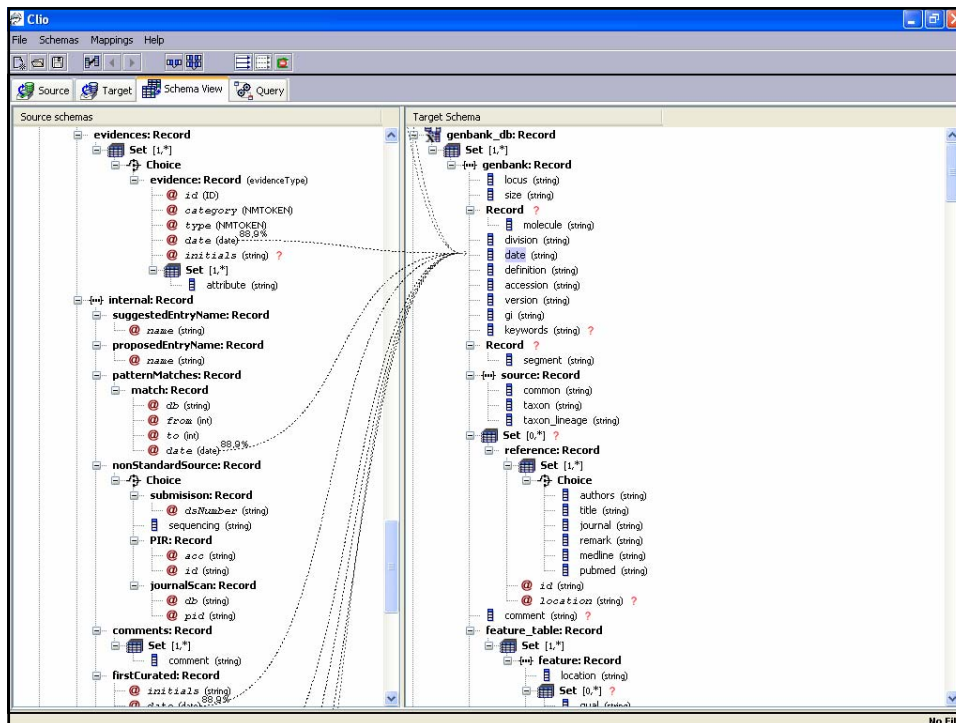 Clio
File Schemas Mappings Help
Source Target Schema View Query
Source schemas
evidences: Record
Set [1,*]
Choice
evidence: Record (evidenceType)
@ id (ID)
@ category (NMTOKEN)
@ type (NMTOKEN)
@ date (date) 88,9%
@ initials (string) ?
Set [1,*]
attribute (string)
internal: Record
suggestedEntryName: Record
@ name (string)
proposedEntryName: Record
@ name (string)
patternMatches: Record
match: Record
@ db (string)
@ from (int)
@ to (int)
@ date (date) 88,9%
nonStandardSource: Record
Choice
submisison: Record
@ dsNumber (string)
sequencing (string)
PIR: Record
@ acc (string)
@ id (string)
journalScan: Record
@ db (string)
@ pid (string)
comments: Record
Set [1,*]
comment (string)
firstCurated: Record
@ initials (string)
@ date (date) 88,9%
Target Schema
genbank_db: Record
Set [1,*]
genbank: Record
locus (string)
size (string)
Record ?
molecule (string)
division (string)
date (string)
definition (string)
accession (string)
version (string)
gi (string)
keywords (string) ?
Record ?
segment (string)
source: Record
common (string)
taxon (string)
taxon_lineage (string)
Set [0,*] ?
reference: Record
Set [1,*]
Choice
authors (string)
title (string)
journal (string)
remark (string)
medline (string)
pubmed (string)
@ id (string)
@ location (string) ?
comment (string) ?
feature_table: Record
Set [1,*]
feature: Record
location (string)
Set [0,*] ?
qual (string)
No Fil